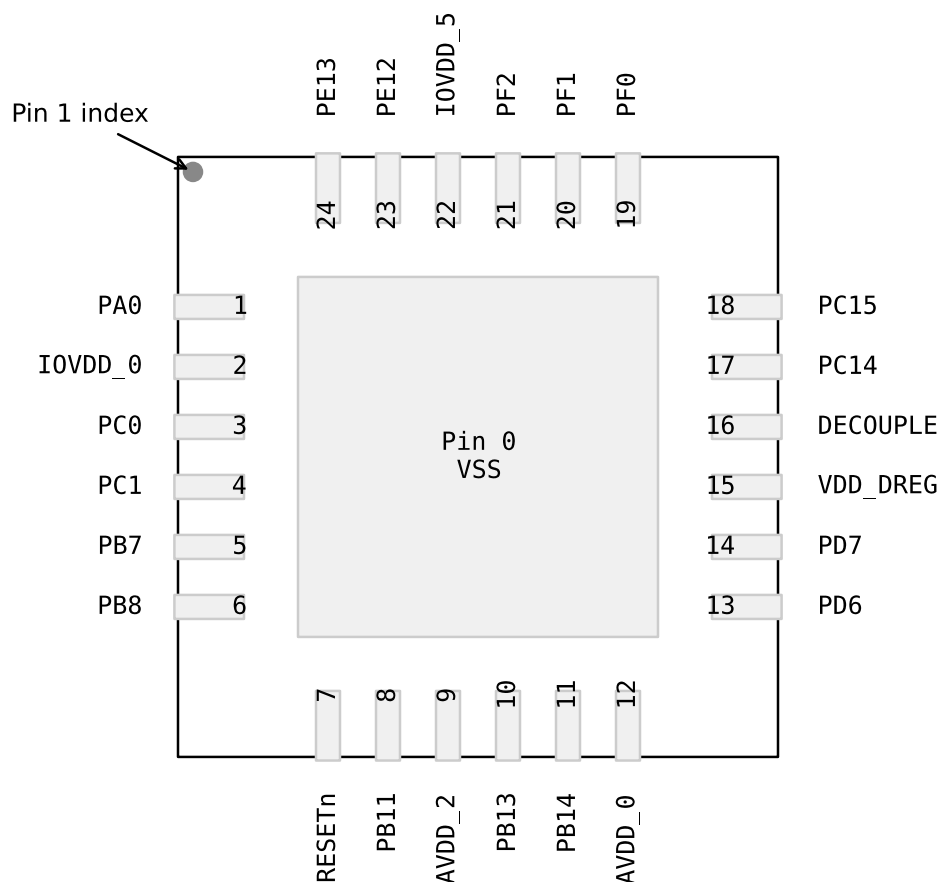 PE13
PE12
IOVDD_5
PF2
PF1
PF0
Pin 1 index
24
23
22
21
20
19
PA0 1
IOVDD_0 2
PC0 3
PC1 4
PB7 5
PB8 6
Pin 0
VSS
18 PC15
17 PC14
16 DECOUPLE
15 VDD_DREG
14 PD7
13 PD6
7
8
9
10
11
12
RESETn
PB11
AVDD_2
PB13
PB14
AVDD_0